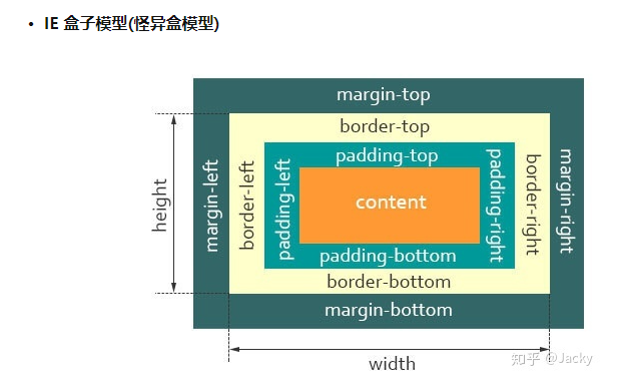 • IE 盒子模型(怪异盒模型)
margin-top
border-top
padding-top
height
margin-left
border-left
padding-left
content
padding-right
border-right
margin-right
padding-bottom
border-bottom
margin-bottom
width
知乎 @Jacky